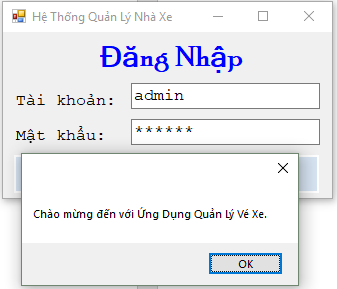 Hệ Thống Quản Lý Nhà Xe
Đăng Nhập
Tài khoản: admin
Mật khẩu: ******
Chào mừng đến với Ứng Dụng Quản Lý Vé Xe.
OK